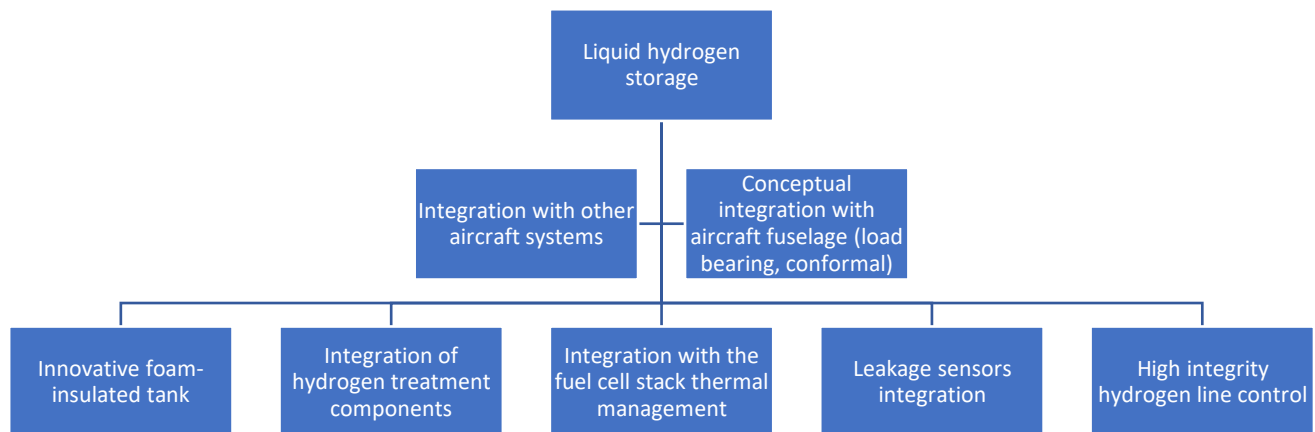 Liquid hydrogen
storage
Integration with other
aircraft systems
Conceptual
integration with
aircraft fuselage (load
bearing, conformal)
Innovative foam-
insulated tank
Integration of
hydrogen treatment
components
Integration with the
fuel cell stack thermal
management
Leakage sensors
integration
High integrity
hydrogen line control